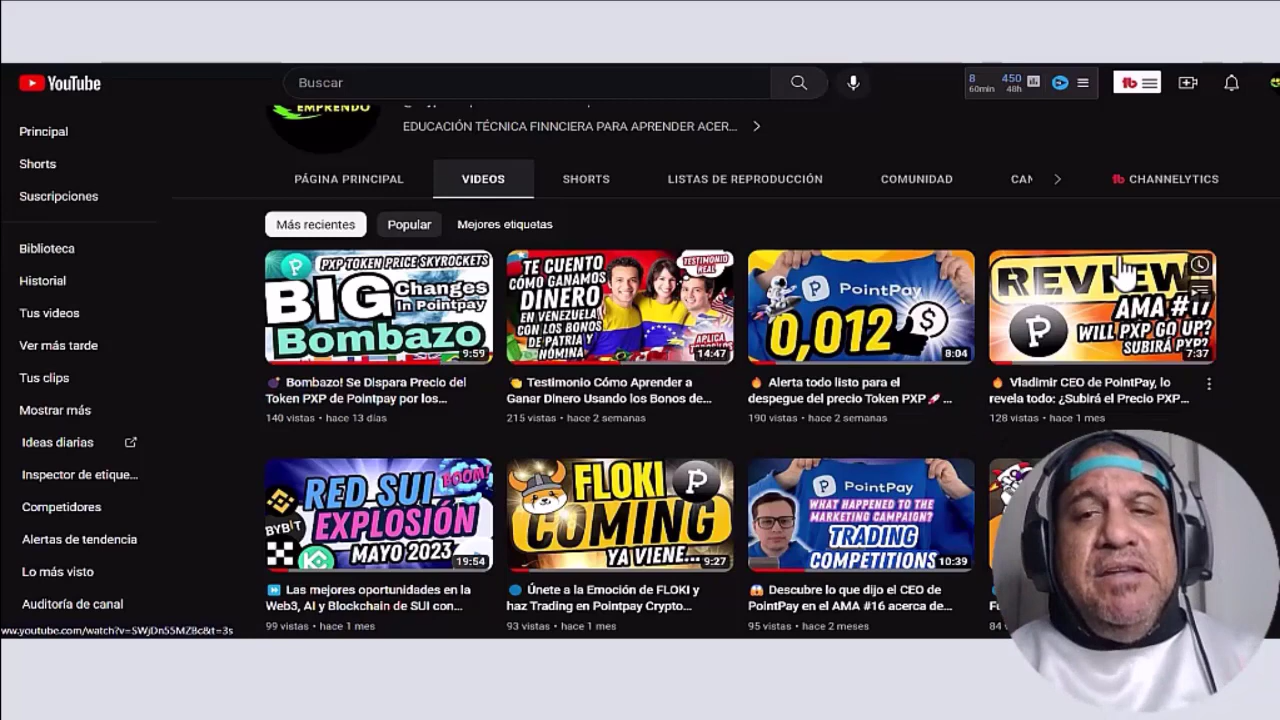 YouTube
Buscar
8
60min
450
48h
EMPRENDO
EDUCACIÓN TÉCNICA FINNCIERA PARA APRENDER ACER...
Principal
Shorts
Suscripciones
Biblioteca
Historial
Tus videos
Ver más tarde
Tus clips
Mostrar más
Ideas diarias
Inspector de etique...
Competidores
Alertas de tendencia
Lo más visto
Auditoría de canal
PÁGINA PRINCIPAL
VIDEOS
SHORTS
LISTAS DE REPRODUCCIÓN
COMUNIDAD
CAN
CHANNELYTICS
Más recientes
Popular
Mejores etiquetas
PXP TOKEN PRICE SKYROCKETS
BIG Changes
In Pointpay
Bombazo
9:59
💣 Bombazo! Se Dispara Precio del
Token PXP de Pointpay por los...
140 vistas • hace 13 días
TE CUENTO
CÓMO GANAMOS
DINERO
EN VENEZUELA
CON LOS BONOS
DE PATRIA Y
NÓMINA
TESTIMONIO
REAL
APLICA
14:47
👏 Testimonio Cómo Aprender a
Ganar Dinero Usando los Bonos de...
215 vistas • hace 2 semanas
PointPay
0,012
8:04
🔥 Alerta todo listo para el
despegue del precio Token PXP 🚀 ...
190 vistas • hace 2 semanas
REVIEW
AMA #17
WILL PXP GO UP?
SUBIRÁ PXP?
7:37
🔥 Vladimir CEO de PointPay, lo
revela todo: ¿Subirá el Precio PXP...
128 vistas • hace 1 mes
RED SUI
BOOM!
EXPLOSIÓN
BYBIT
MAYO 2023
19:54
⏩ Las mejores oportunidades en la
Web3, AI y Blockchain de SUI con...
99 vistas • hace 1 mes
FLOKI
COMING
YA VIENE...
9:27
🔵 Únete a la Emoción de FLOKI y
haz Trading en Pointpay Crypto...
93 vistas • hace 1 mes
PointPay
WHAT HAPPENED TO THE
MARKETING CAMPAIGN?
TRADING
COMPETITIONS
10:39
😱 Descubre lo que dijo el CEO de
PointPay en el AMA #16 acerca de...
95 vistas • hace 2 meses
84
ww.youtube.com/watch?v=SWjDn55MZBc&t=3s